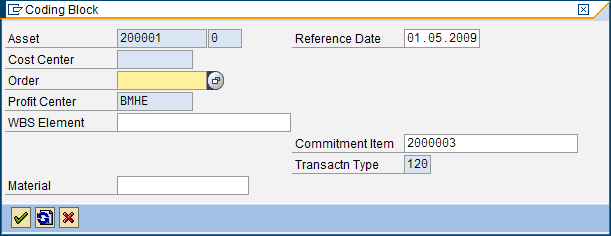 Coding Block
Asset 200001 0 Reference Date 01.05.2009
Cost Center
Order
Profit Center BMHE
WBS Element
Commitment Item 2000003
Transactn Type 120
Material